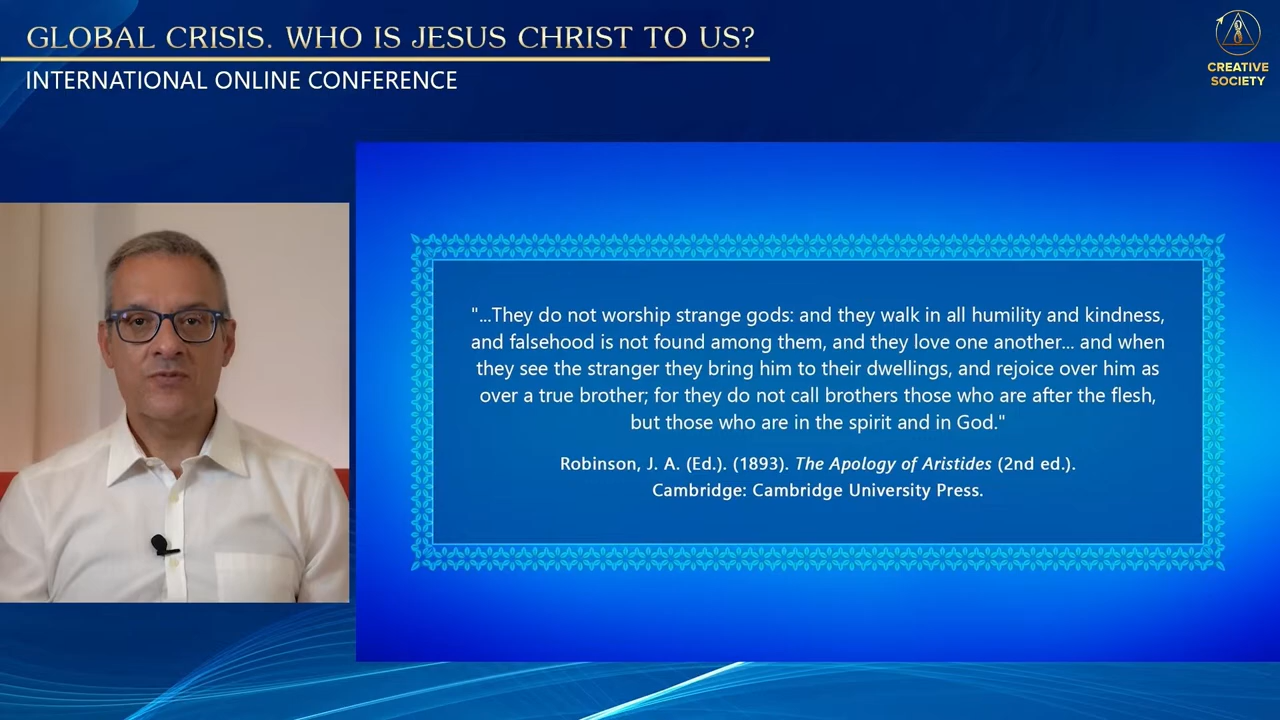 GLOBAL CRISIS. WHO IS JESUS CHRIST TO US?
INTERNATIONAL ONLINE CONFERENCE
CREATIVE
SOCIETY
"...They do not worship strange gods: and they walk in all humility and kindness,
and falsehood is not found among them, and they love one another... and when
they see the stranger they bring him to their dwellings, and rejoice over him as
over a true brother; for they do not call brothers those who are after the flesh,
but those who are in the spirit and in God."
Robinson, J. A. (Ed.). (1893). The Apology of Aristides (2nd ed.).
Cambridge: Cambridge University Press.